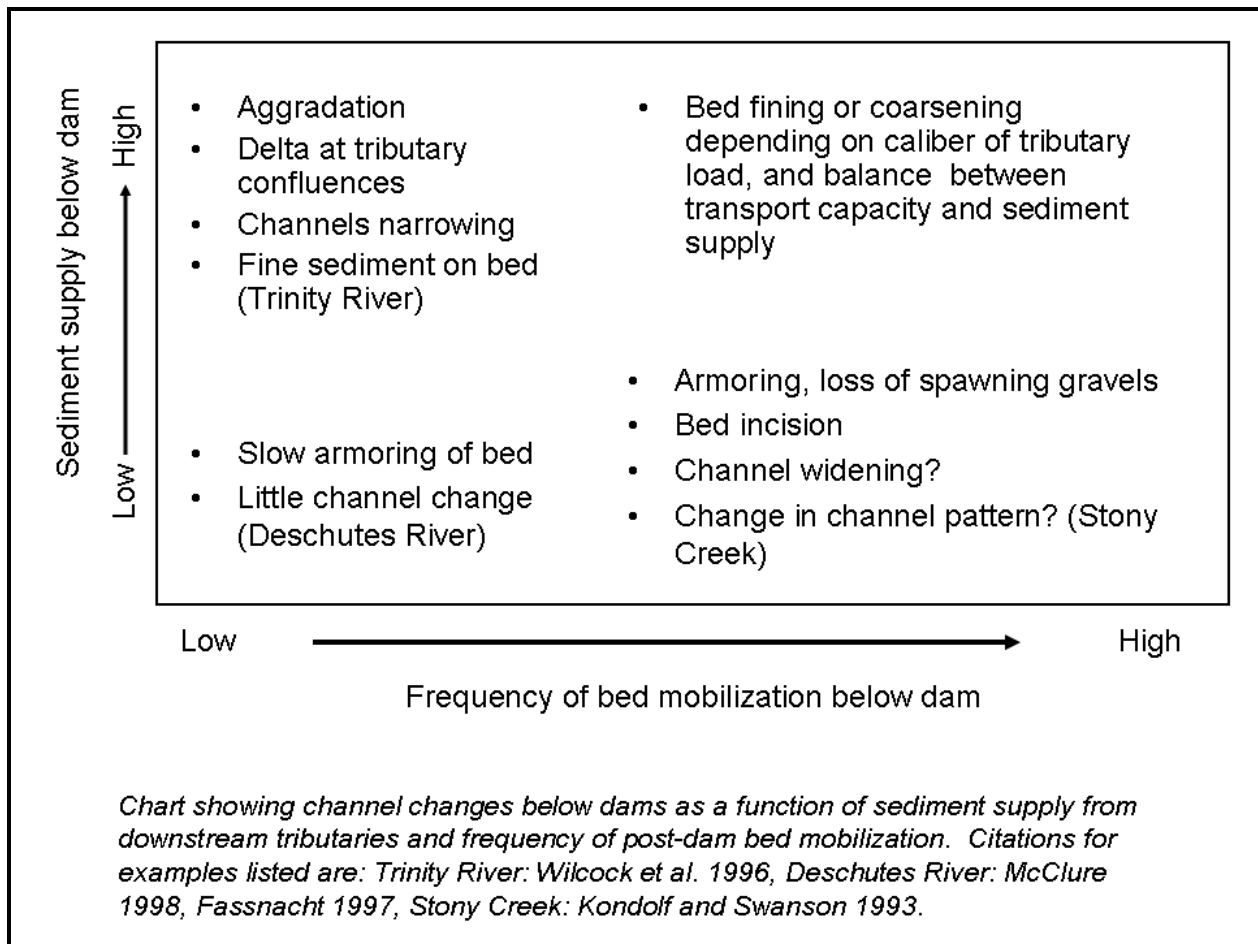 Sediment supply below dam
High
Low
• Aggradation
• Delta at tributary
confluences
• Channels narrowing
• Fine sediment on bed
(Trinity River)
• Bed fining or coarsening
depending on caliber of tributary
load, and balance between
transport capacity and sediment
supply
• Slow armoring of bed
• Little channel change
(Deschutes River)
• Armoring, loss of spawning gravels
• Bed incision
• Channel widening?
• Change in channel pattern? (Stony
Creek)
Low
High
Frequency of bed mobilization below dam
Chart showing channel changes below dams as a function of sediment supply from
downstream tributaries and frequency of post-dam bed mobilization. Citations for
examples listed are: Trinity River: Wilcock et al. 1996, Deschutes River: McClure
1998, Fassnacht 1997, Stony Creek: Kondolf and Swanson 1993.